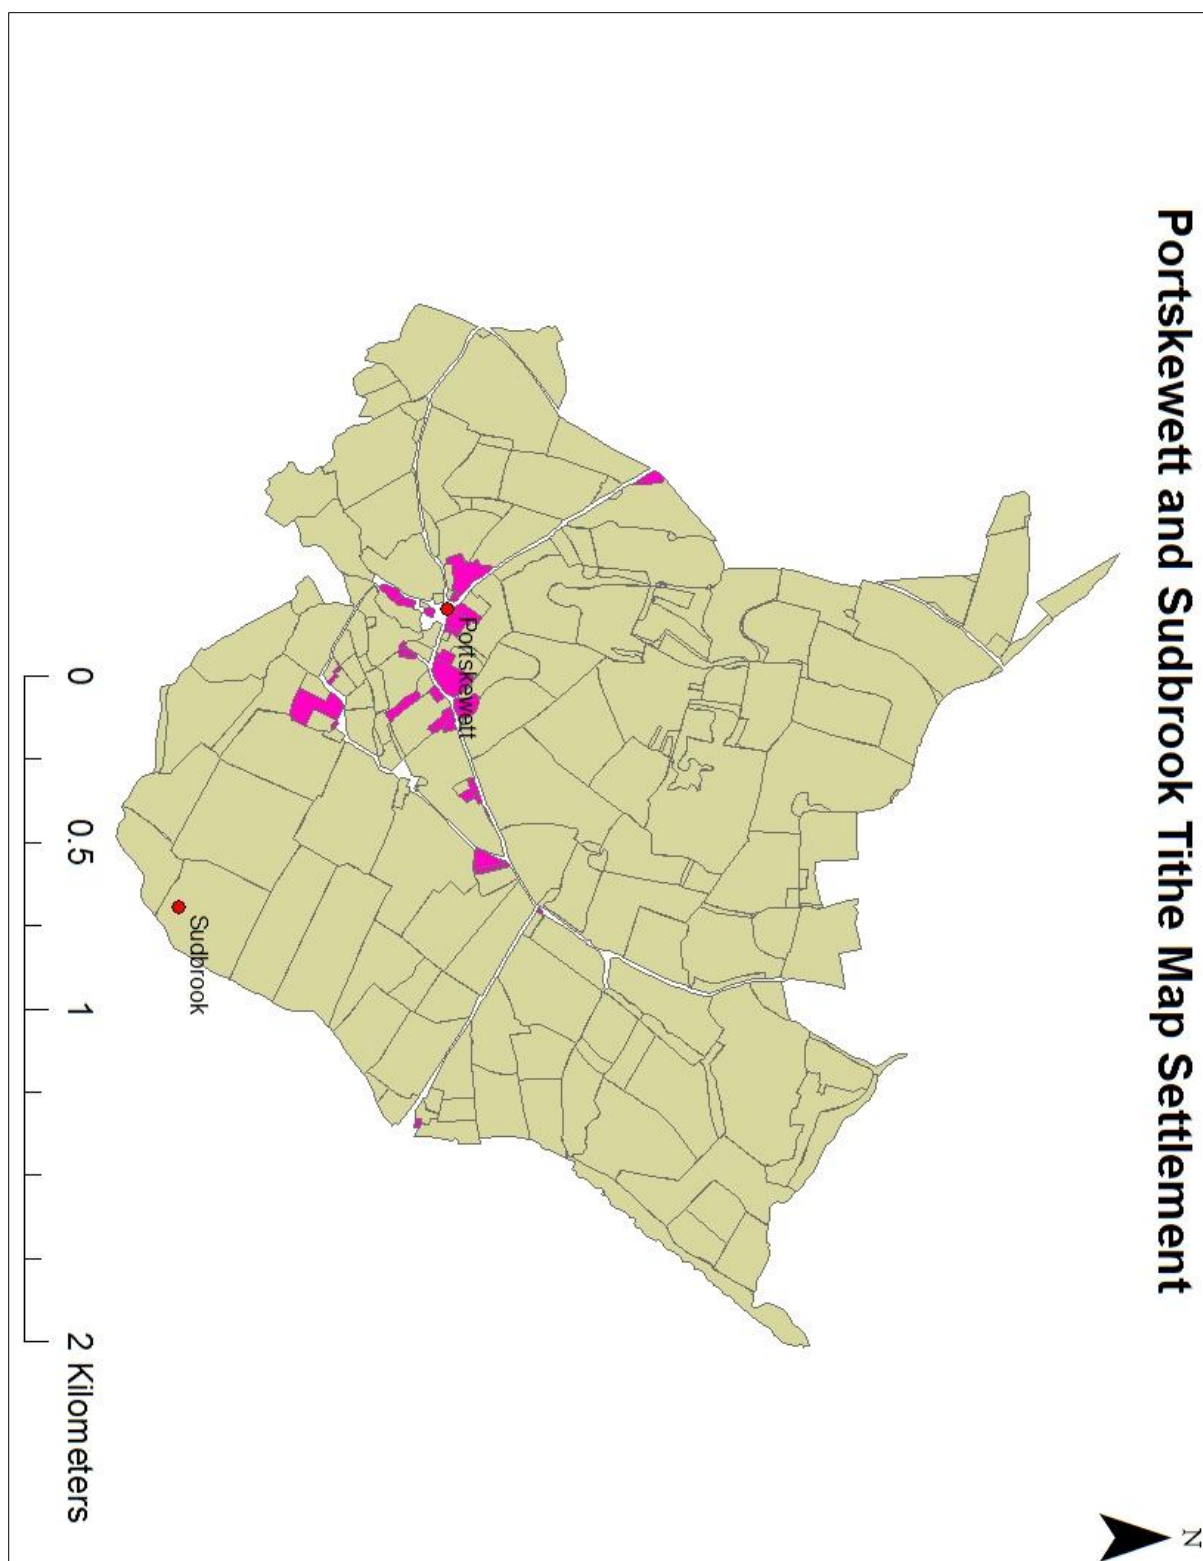 Portskewett and Sudbrook Tithe Map Settlement
N
Portskewett
Sudbrook
0 0.5 1 2 Kilometers